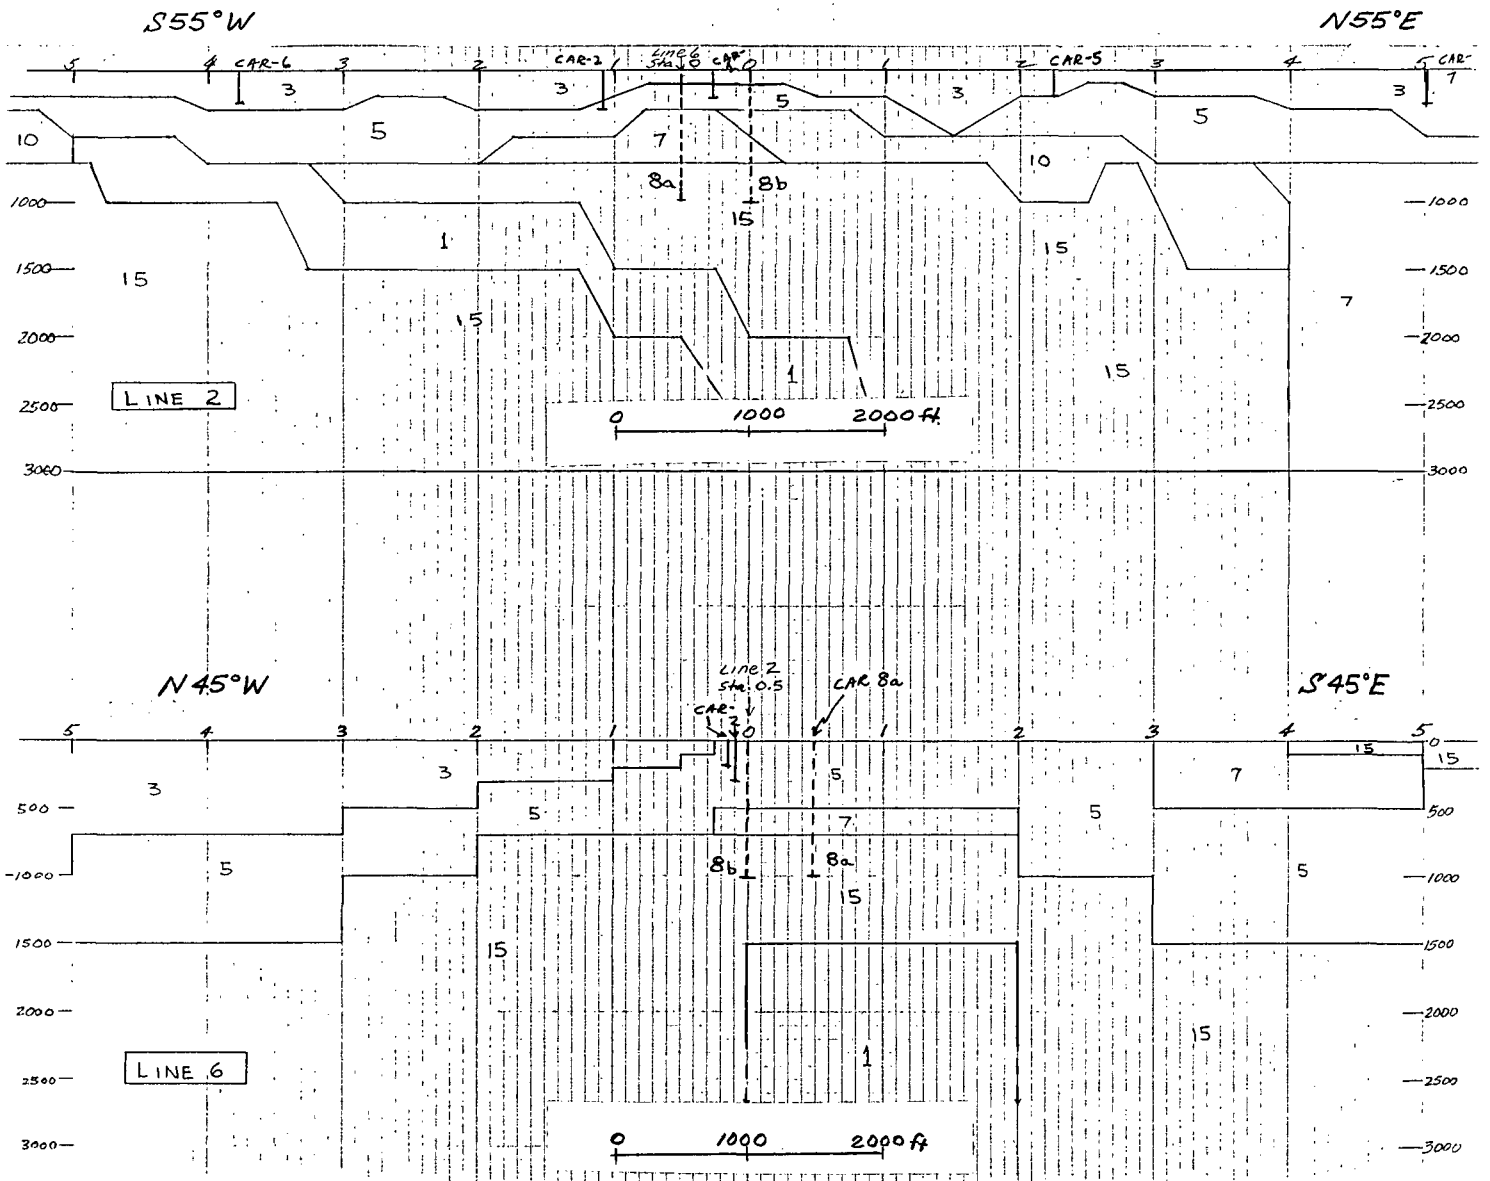 S55°W N55°E
Line 6
Sta. 0
5 4 CAR-6 3 2 CAR-2 1 CAR- 0 1 2 CAR-5 3 4 5 CAR-
7
3 3 5 3 3
5 5
10 5 7 10
8a 8b
1000 1000
15
1 15
1500 1500
15 7
15
2000 2000
15
1
LINE 2
2500 2500
0 1000 2000 ft.
3000 3000
Line 2
Sta. 0.5
N45°W CAR 8a S45°E
CAR-
2
5 4 3 2 1 0 1 2 3 4 5 0
15 15
3 3 5 7
500 5 7 5 500
5 8b 8a 5
1000 1000
15
1500 15 1500
2000 2000
15
1
LINE 6
2500 2500
0 1000 2000 ft
3000 3000